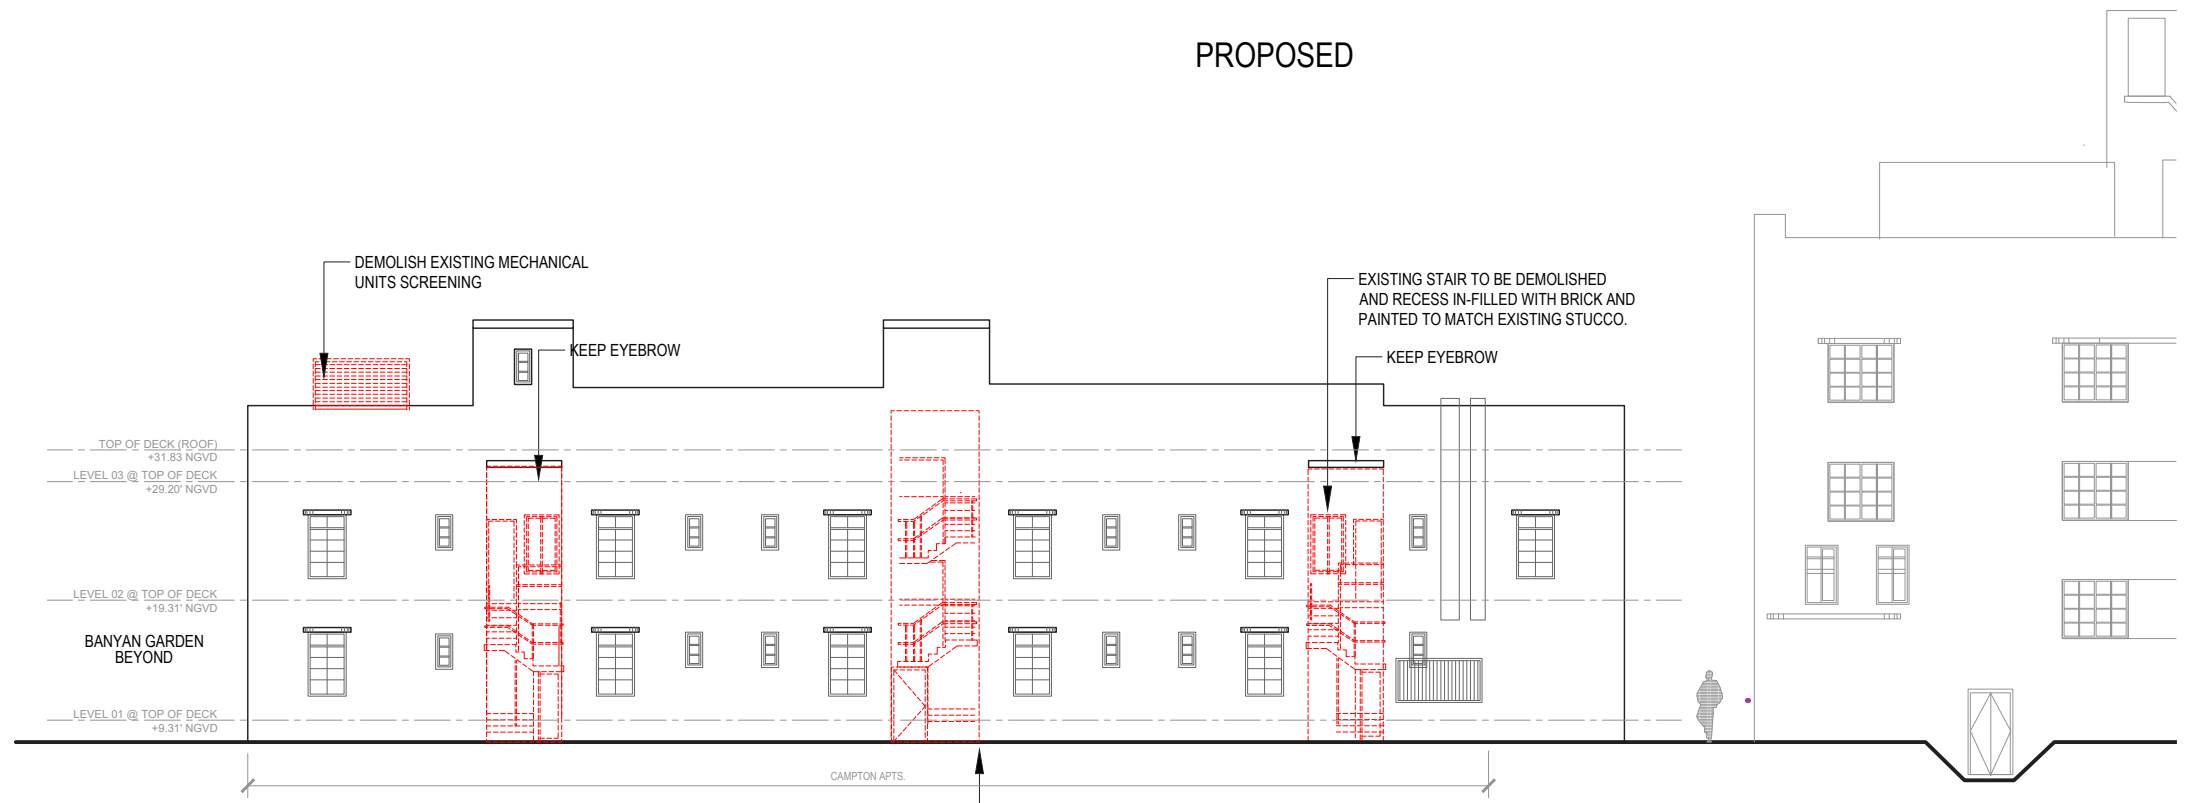 PROPOSED
DEMOLISH EXISTING MECHANICAL
UNITS SCREENING
EXISTING STAIR TO BE DEMOLISHED
AND RECESS IN-FILLED WITH BRICK AND
PAINTED TO MATCH EXISTING STUCCO.
KEEP EYEBROW
KEEP EYEBROW
TOP OF DECK (ROOF)
+31.83 NGVD
LEVEL 03 @ TOP OF DECK
+29.20' NGVD
LEVEL 02 @ TOP OF DECK
+19.31' NGVD
BANYAN GARDEN
BEYOND
LEVEL 01 @ TOP OF DECK
+9.31' NGVD
CAMPTON APTS.